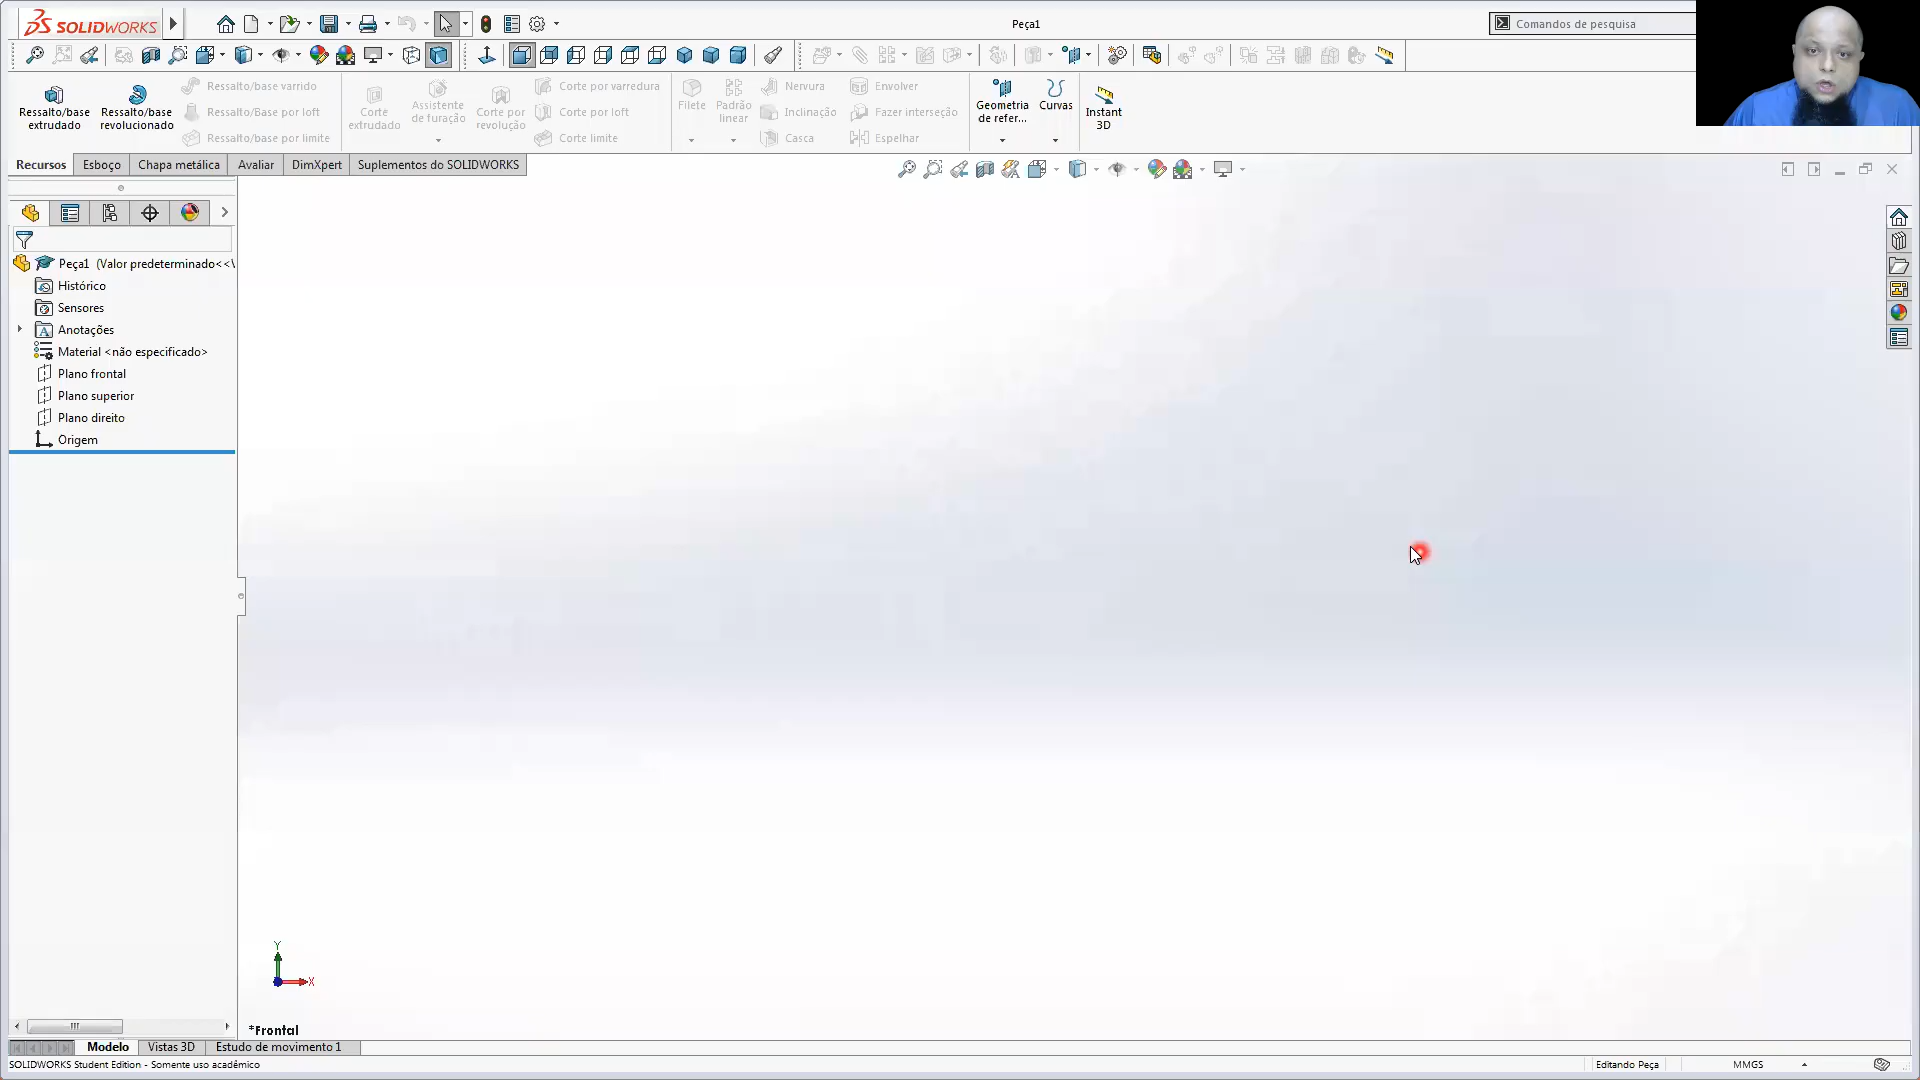 SOLIDWORKS
Peça1
Comandos de pesquisa
Ressalto/base extrudado
Ressalto/base revolucionado
Ressalto/base varrido
Ressalto/base por loft
Ressalto/base por limite
Corte extrudado
Assistente de furação
Corte por revolução
Corte por varredura
Corte por loft
Corte limite
Filete
Padrão linear
Nervura
Inclinação
Casca
Envolver
Fazer interseção
Espelhar
Geometria de refer...
Curvas
Instant 3D
Recursos
Esboço
Chapa metálica
Avaliar
DimXpert
Suplementos do SOLIDWORKS
Peça1 (Valor predeterminado<<\
Histórico
Sensores
Anotações
Material <não especificado>
Plano frontal
Plano superior
Plano direito
Origem
Y
X
*Frontal
Modelo
Vistas 3D
Estudo de movimento 1
SOLIDWORKS Student Edition - Somente uso acadêmico
Editando Peça
MMGS